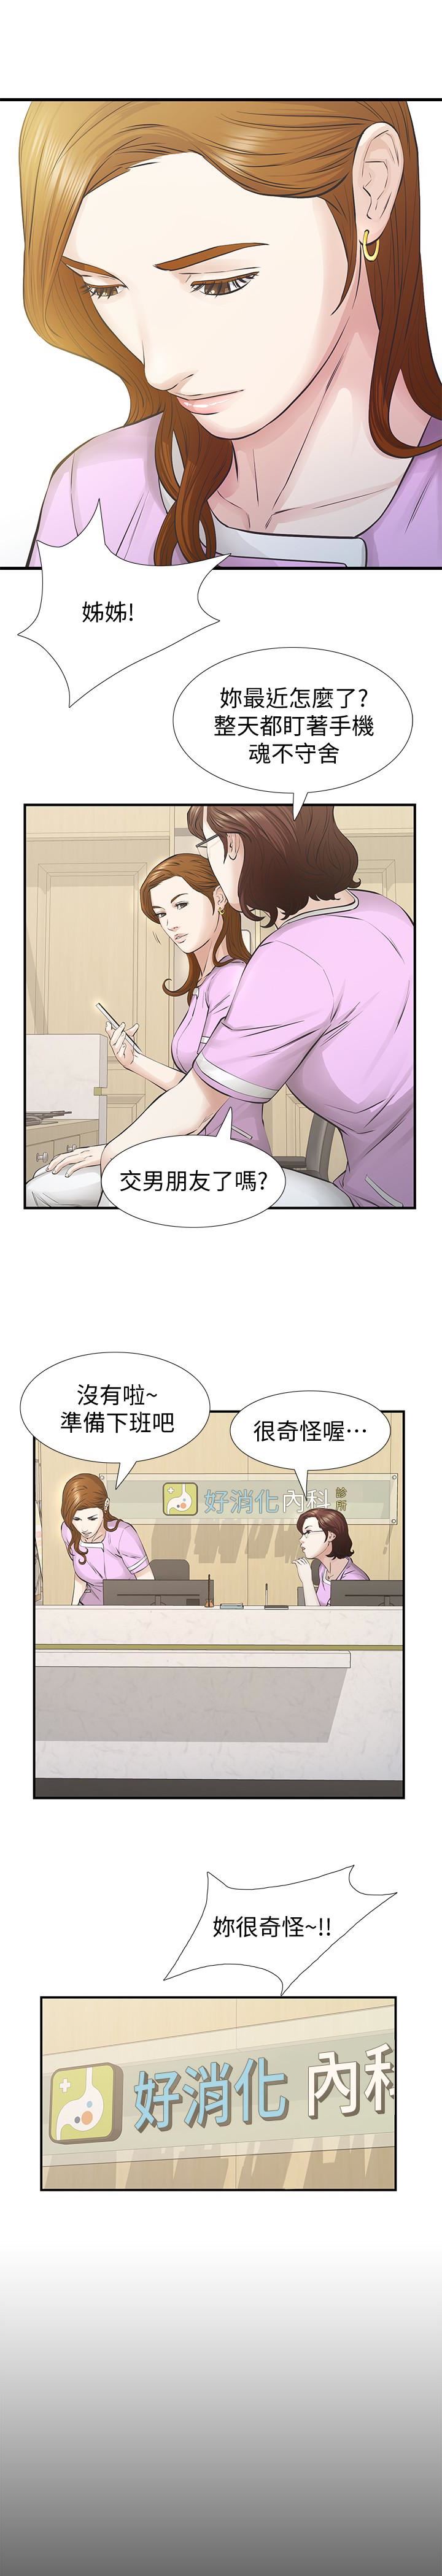 姊姊!
妳最近怎麼了?
整天都盯著手機
魂不守舍
交男朋友了嗎?
沒有啦~
準備下班吧
很奇怪喔⋯
好消化內科 診所
妳很奇怪~!!
好消化 內科